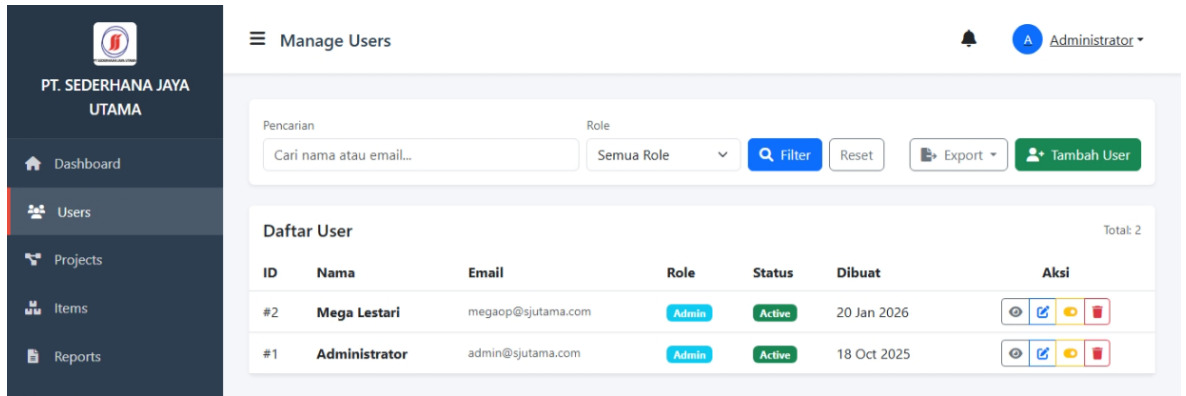 PT. SEDERHANA JAYA
UTAMA
Dashboard
Users
Projects
Items
Reports
Manage Users
A Administrator
Pencarian Role
Cari nama atau email... Semua Role Filter Reset Export Tambah User
Daftar User Total: 2
ID Nama Email Role Status Dibuat Aksi
#2 Mega Lestari megaop@sjutama.com Admin Active 20 Jan 2026
#1 Administrator admin@sjutama.com Admin Active 18 Oct 2025